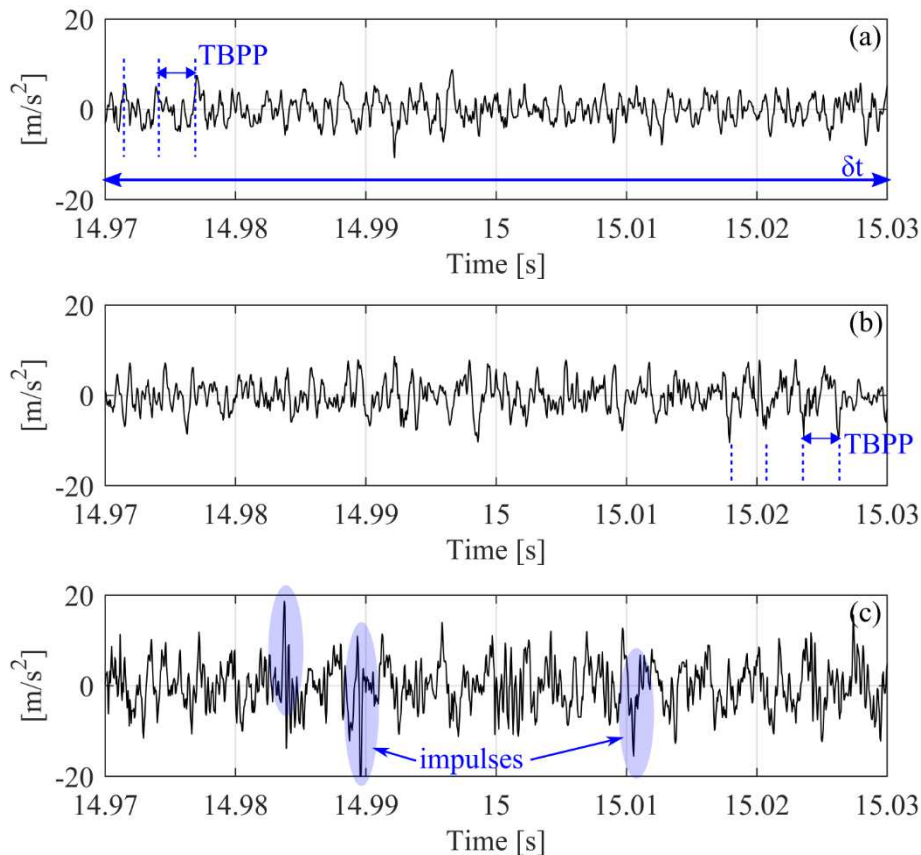 20
(a)
TBPP
[m/s²]
0
δt
-20
14.97 14.98 14.99 15 15.01 15.02 15.03
Time [s]
20
(b)
[m/s²]
0
TBPP
-20
14.97 14.98 14.99 15 15.01 15.02 15.03
Time [s]
20
(c)
[m/s²]
0
impulses
-20
14.97 14.98 14.99 15 15.01 15.02 15.03
Time [s]